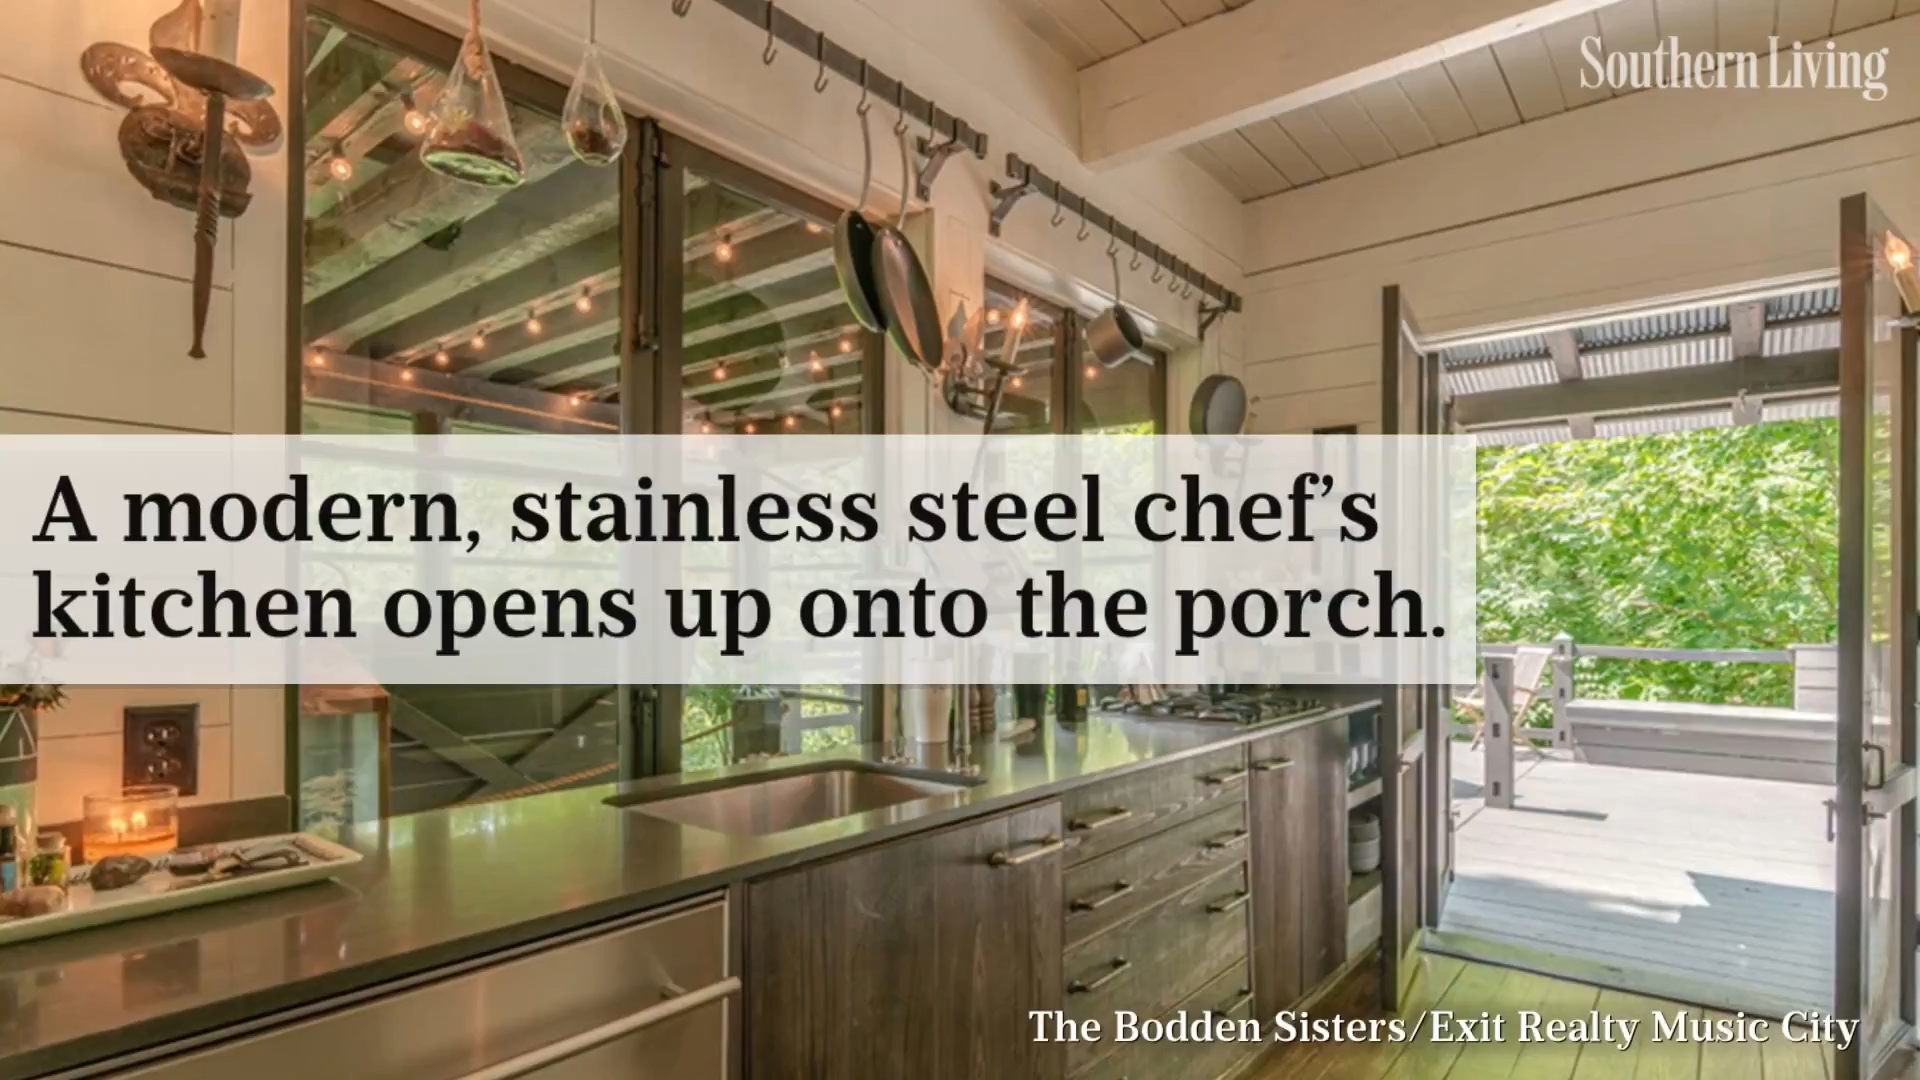 Southern Living
A modern, stainless steel chef’s
kitchen opens up onto the porch.
The Bodden Sisters/Exit Realty Music City